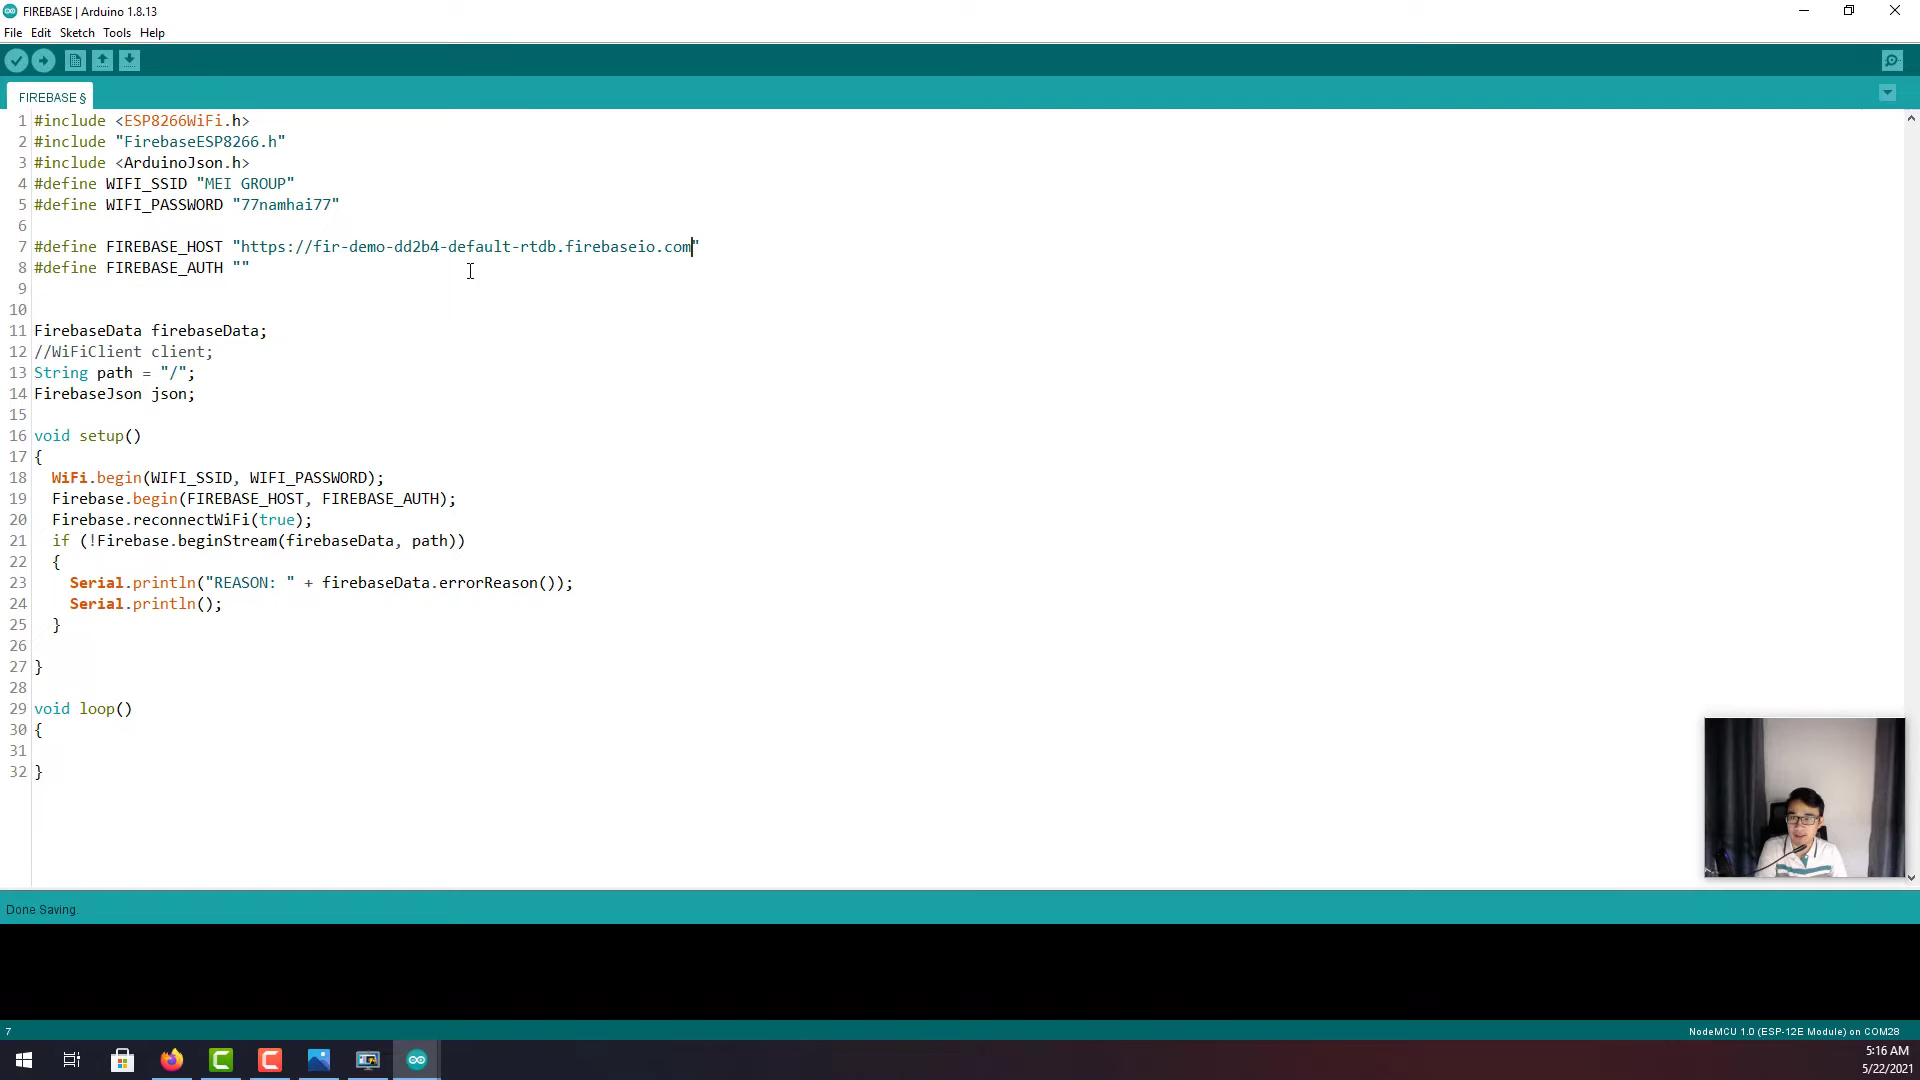 FIREBASE | Arduino 1.8.13
File Edit Sketch Tools Help
FIREBASE §
1 #include <ESP8266WiFi.h>
2 #include "FirebaseESP8266.h"
3 #include <ArduinoJson.h>
4 #define WIFI_SSID "MEI GROUP"
5 #define WIFI_PASSWORD "77namhai77"
6
7 #define FIREBASE_HOST "https://fir-demo-dd2b4-default-rtdb.firebaseio.com"
8 #define FIREBASE_AUTH ""
9
10
11 FirebaseData firebaseData;
12 //WiFiClient client;
13 String path = "/";
14 FirebaseJson json;
15
16 void setup()
17 {
18 WiFi.begin(WIFI_SSID, WIFI_PASSWORD);
19 Firebase.begin(FIREBASE_HOST, FIREBASE_AUTH);
20 Firebase.reconnectWiFi(true);
21 if (!Firebase.beginStream(firebaseData, path))
22 {
23 Serial.println("REASON: " + firebaseData.errorReason());
24 Serial.println();
25 }
26
27 }
28
29 void loop()
30 {
31
32 }
Done Saving.
7
NodeMCU 1.0 (ESP-12E Module) on COM28
5:16 AM
5/22/2021